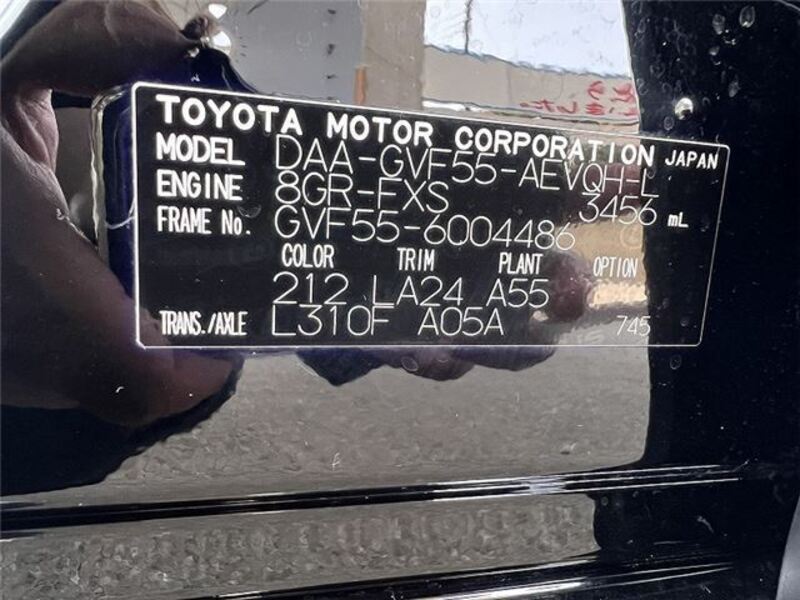 TOYOTA MOTOR CORPORATION JAPAN
MODEL DAA-GVF55-AEVQH-L
ENGINE 8GR-FXS 3456 mL
FRAME No. GVF55-6004486
COLOR TRIM PLANT OPTION
212 LA24 A55
TRANS./AXLE L310F A05A 745